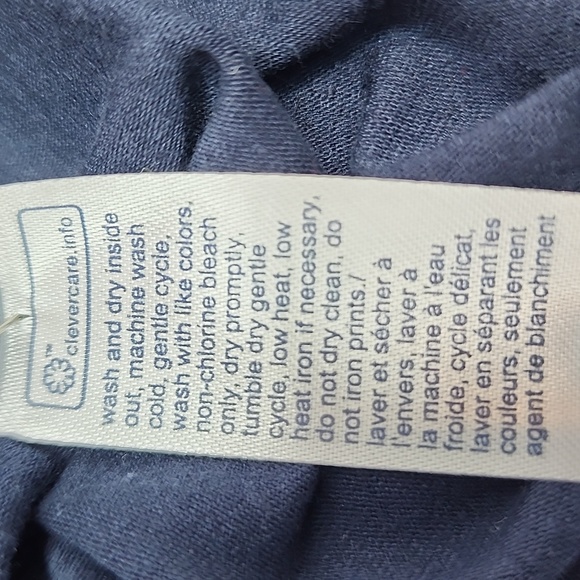 clevercare.info
wash and dry inside
out, machine wash
cold, gentle cycle,
wash with like colors,
non-chlorine bleach
only, dry promptly,
tumble dry gentle
cycle, low heat, low
heat iron if necessary,
do not dry clean, do
not iron prints./
laver et sécher à
l'envers, laver à
la machine à l'eau
froide, cycle délicat,
laver en séparant les
couleurs, seulement
agent de blanchiment